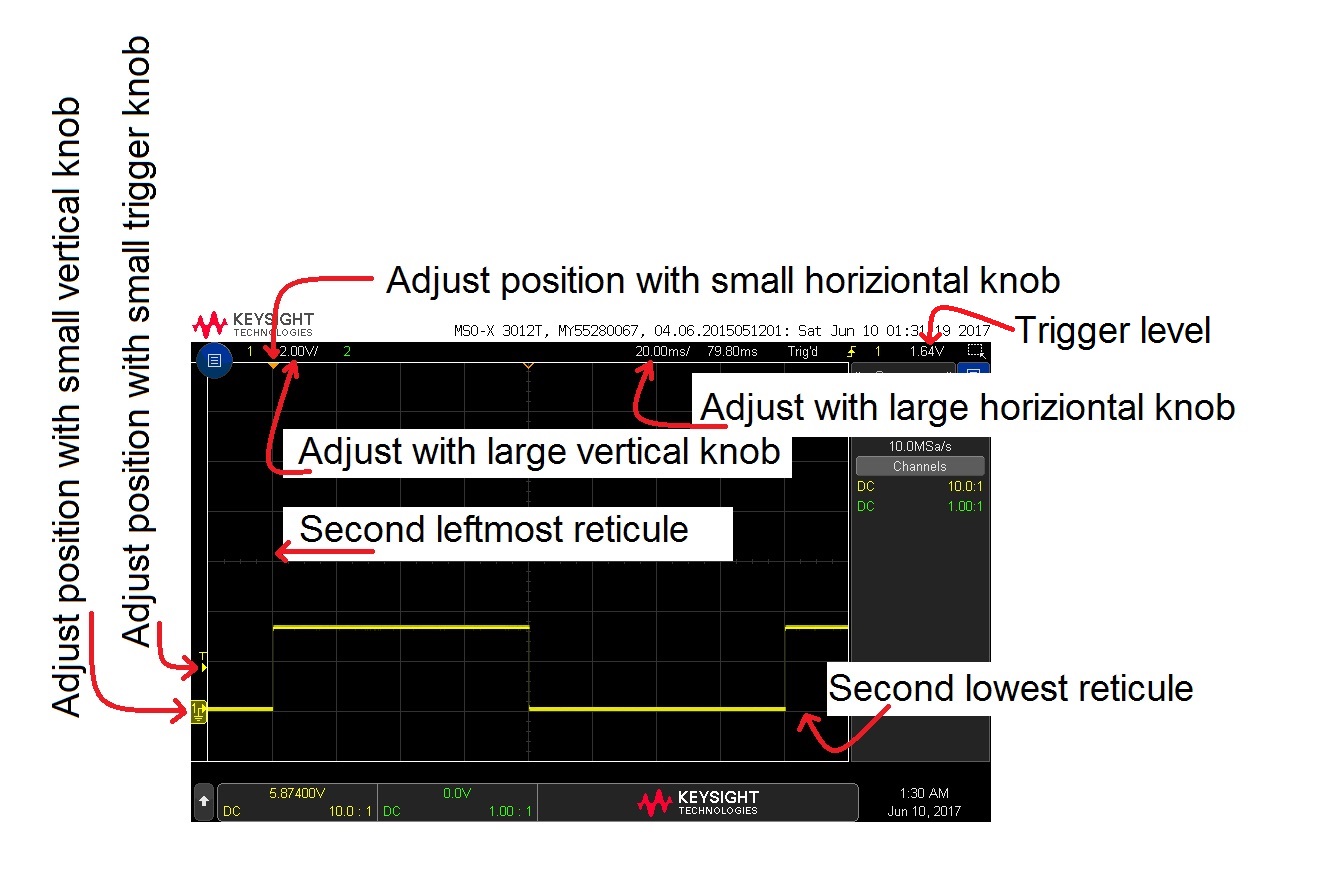 Adjust position with small vertical knob
Adjust position with small trigger knob
Adjust position with small horiziontal knob
KEYSIGHT
TECHNOLOGIES
MSO-X 3012T, MY55280067, 04.06.2015051201: Sat Jun 10 01:31:19 2017
Trigger level
1 2.00V/ 2 20.00ms/ 79.80ms Trig'd 1 1.64V
Adjust with large horiziontal knob
Adjust with large vertical knob
10.0MSa/s
Channels
DC 10.0:1
DC 1.00:1
Second leftmost reticule
T
1
Second lowest reticule
5.87400V 0.0V
DC 10.0 : 1 DC 1.00 : 1
KEYSIGHT
TECHNOLOGIES
1:30 AM
Jun 10, 2017